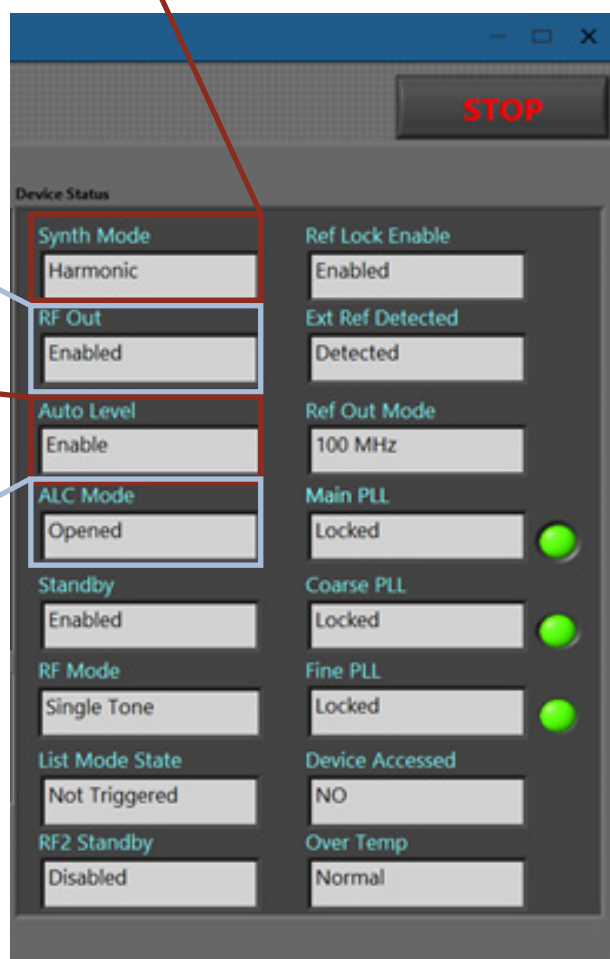 STOP
Device Status
Synth Mode
Harmonic
RF Out
Enabled
Auto Level
Enable
ALC Mode
Opened
Standby
Enabled
RF Mode
Single Tone
List Mode State
Not Triggered
RF2 Standby
Disabled
Ref Lock Enable
Enabled
Ext Ref Detected
Detected
Ref Out Mode
100 MHz
Main PLL
Locked
Coarse PLL
Locked
Fine PLL
Locked
Device Accessed
NO
Over Temp
Normal